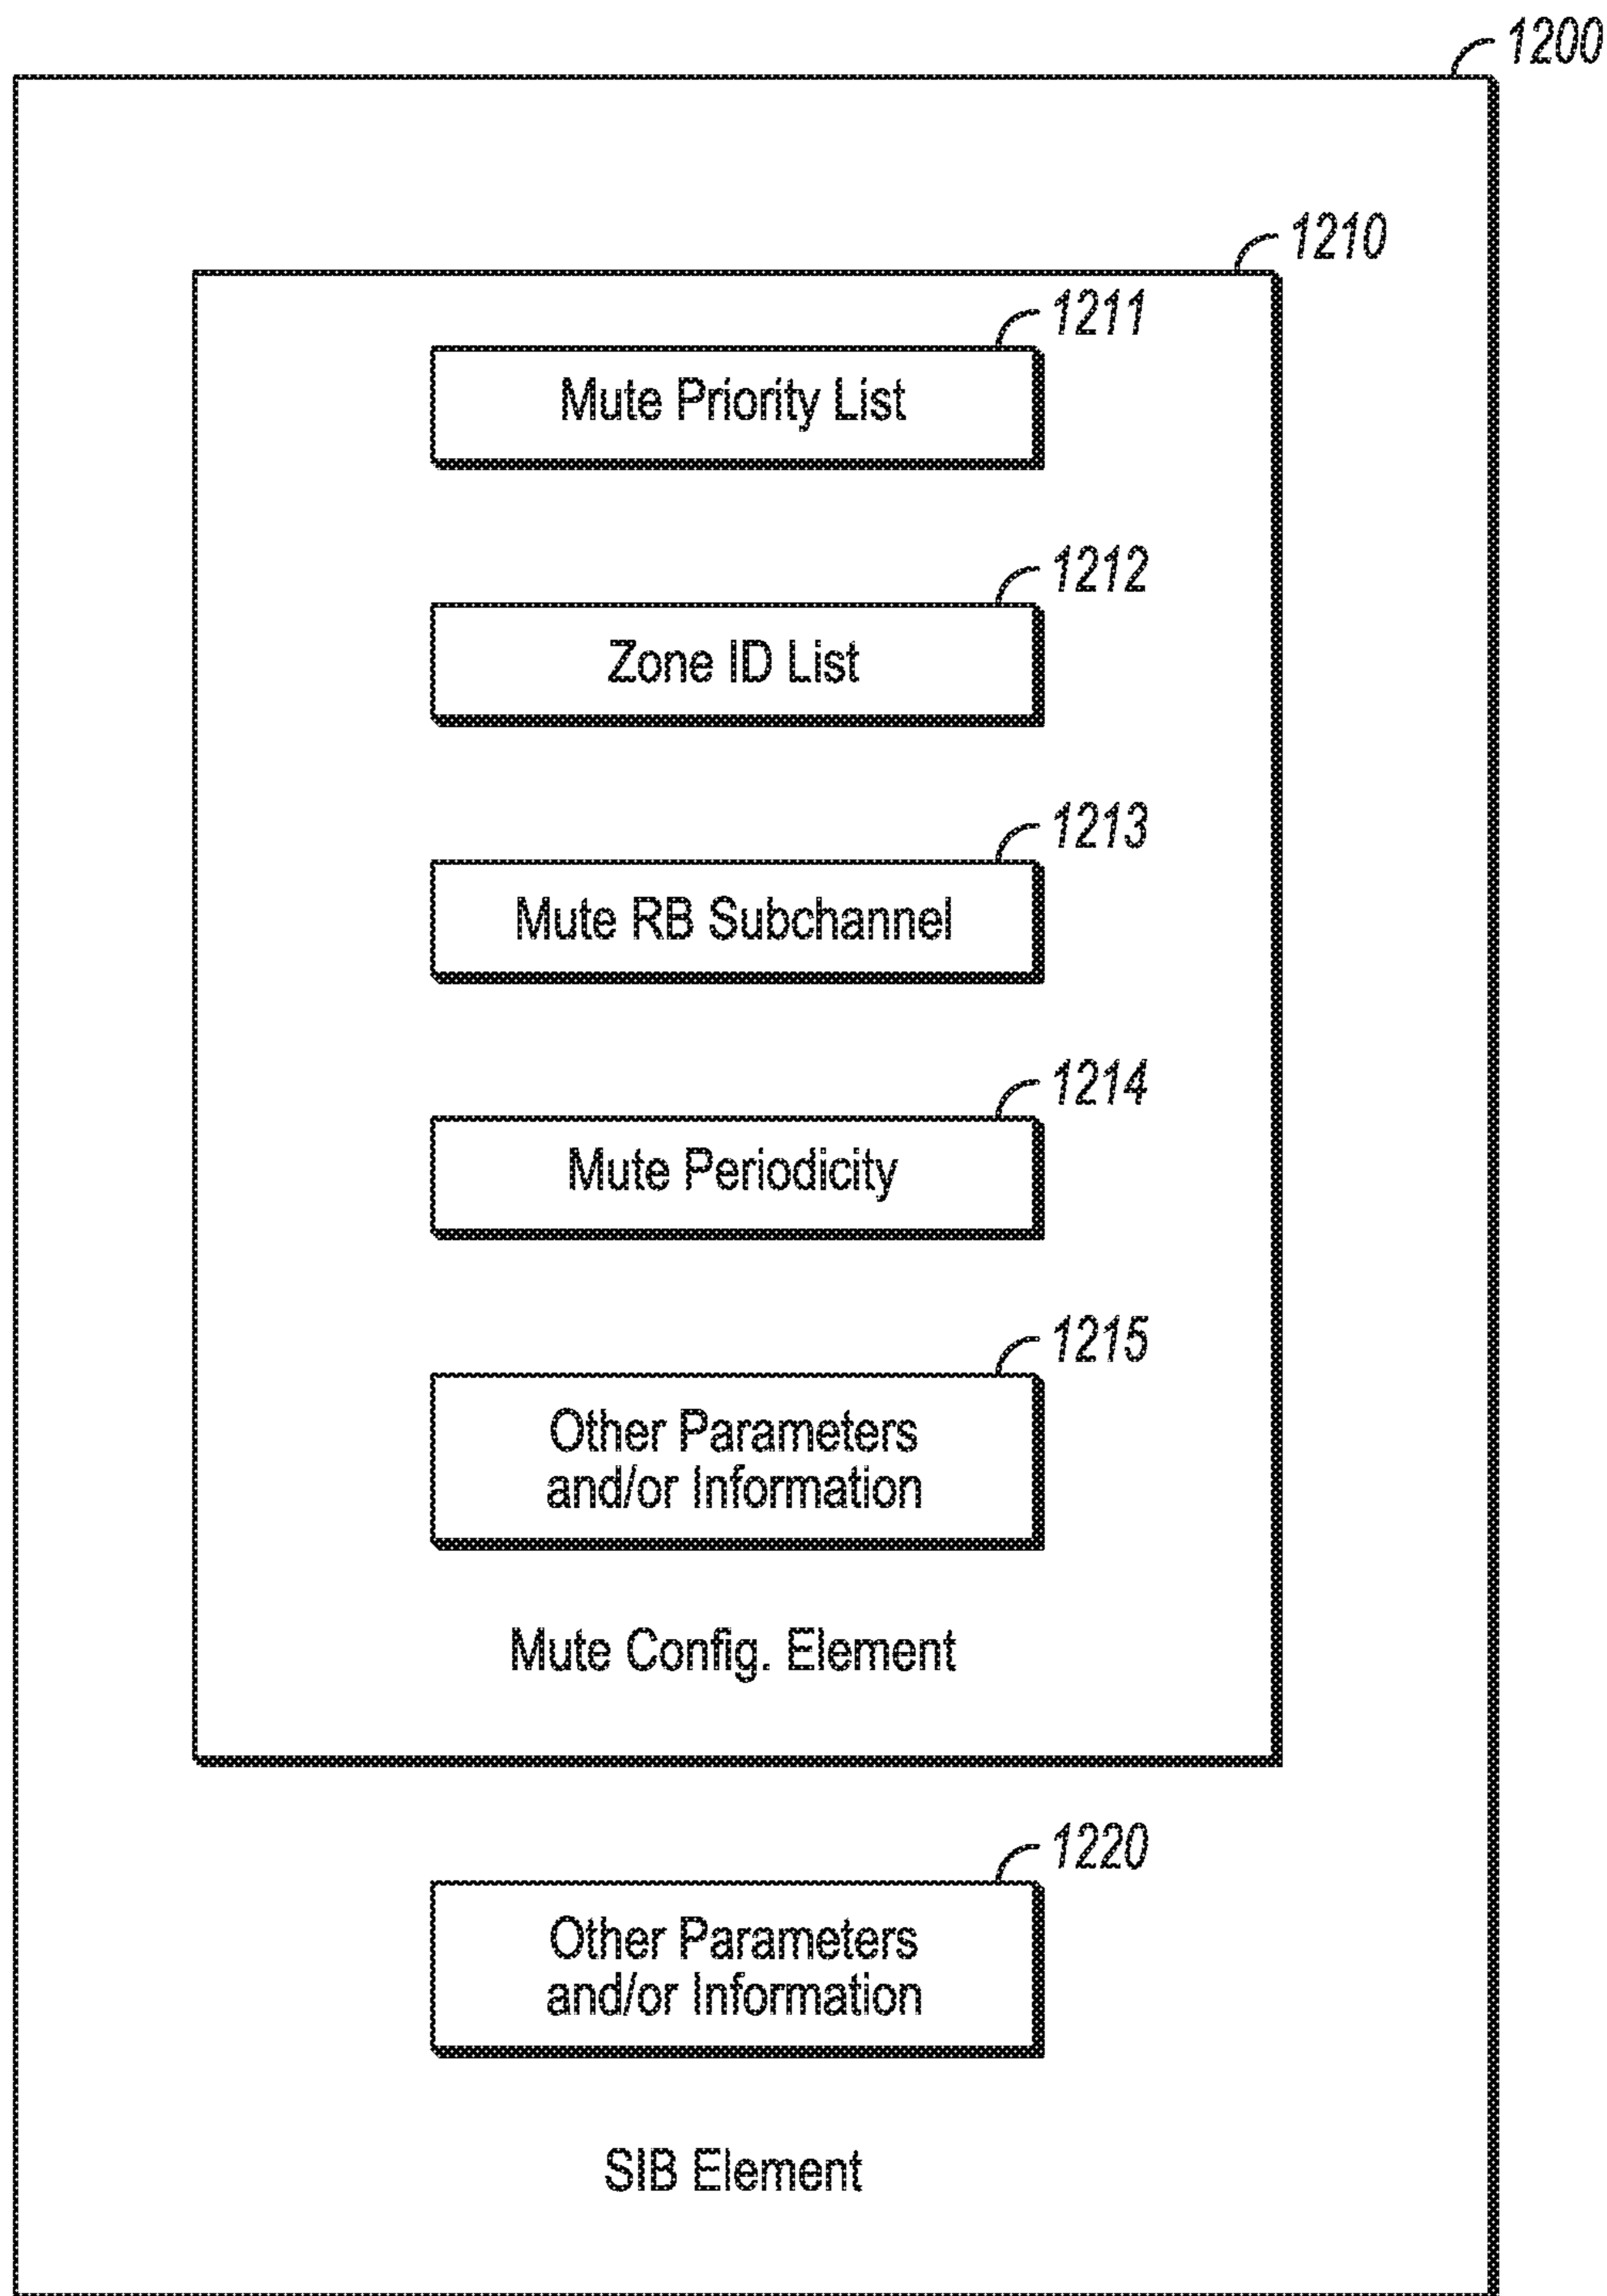 1200
1210
1211
Mute Priority List
1212
Zone ID List
1213
Mute RB Subchannel
1214
Mute Periodicity
1215
Other Parameters
and/or Information
Mute Config. Element
1220
Other Parameters
and/or Information
SIB Element